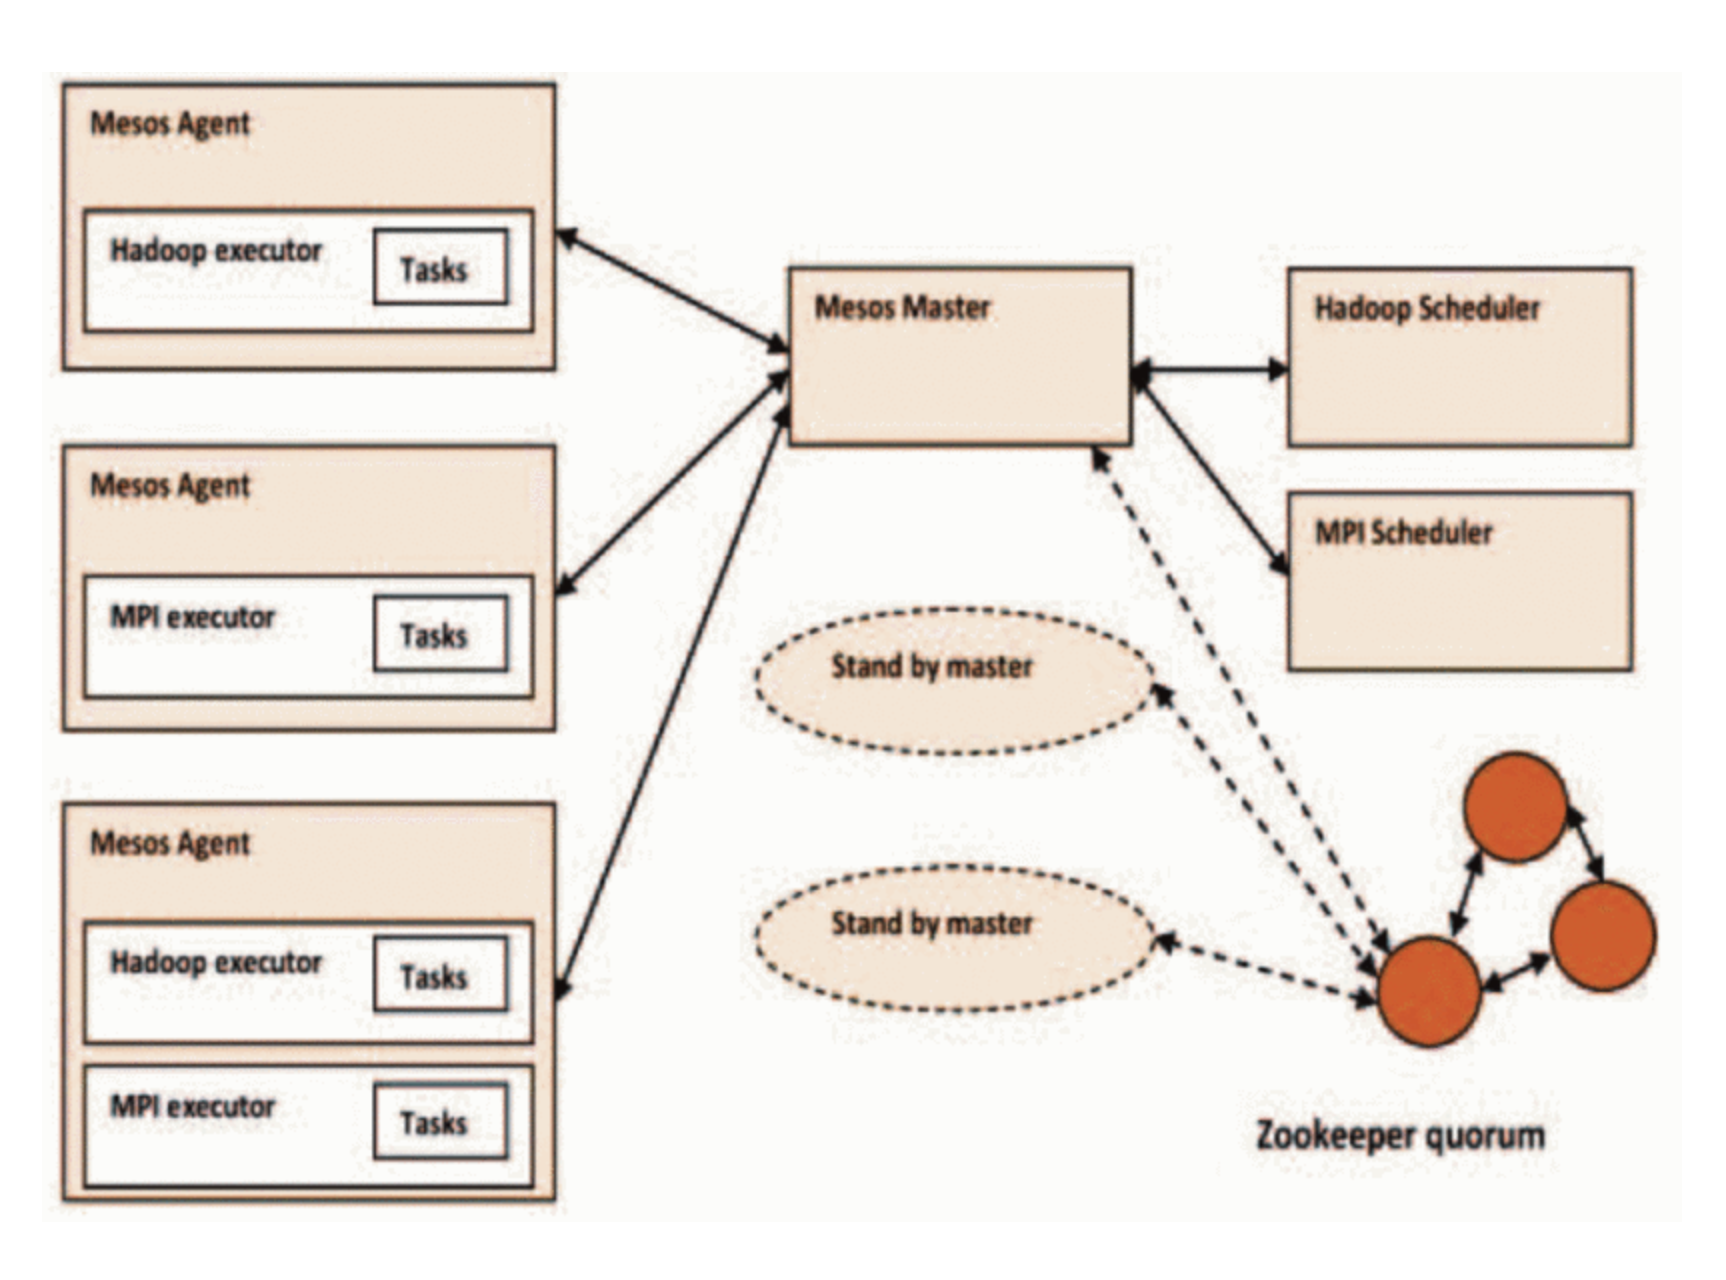 Mesos Agent
Hadoop executor
Tasks
Mesos Agent
MPI executor
Tasks
Mesos Agent
Hadoop executor
Tasks
MPI executor
Tasks
Mesos Master
Hadoop Scheduler
MPI Scheduler
Stand by master
Stand by master
Zookeeper quorum